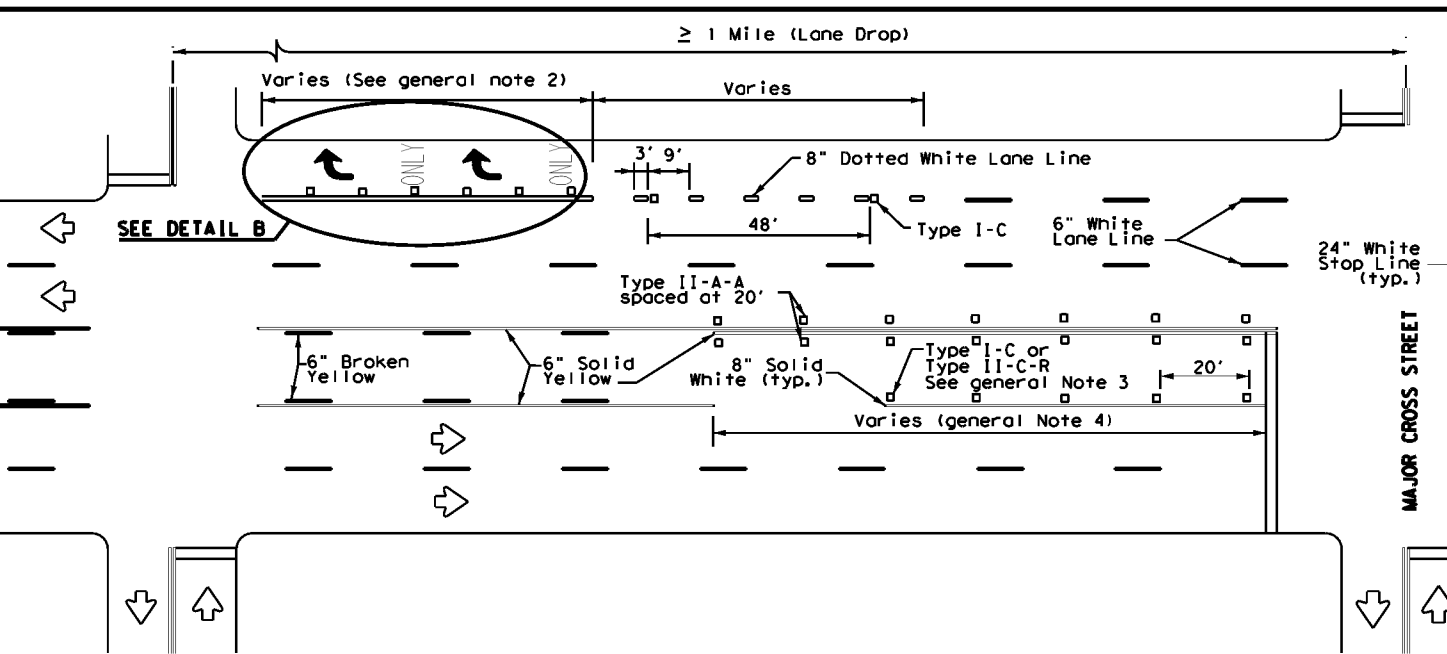 ≥ 1 Mile (Lane Drop)
Varies (See general note 2)
Varies
ONLY
ONLY
3' 9'
8" Dotted White Lane Line
SEE DETAIL B
48'
Type I-C
6" White
Lane Line
24" White
Stop Line
(typ.)
Type II-A-A
spaced at 20'
6" Broken
Yellow
6" Solid
Yellow
8" Solid
White (typ.)
Type I-C or
Type II-C-R
See general Note 3
20'
Varies (general Note 4)
MAJOR CROSS STREET